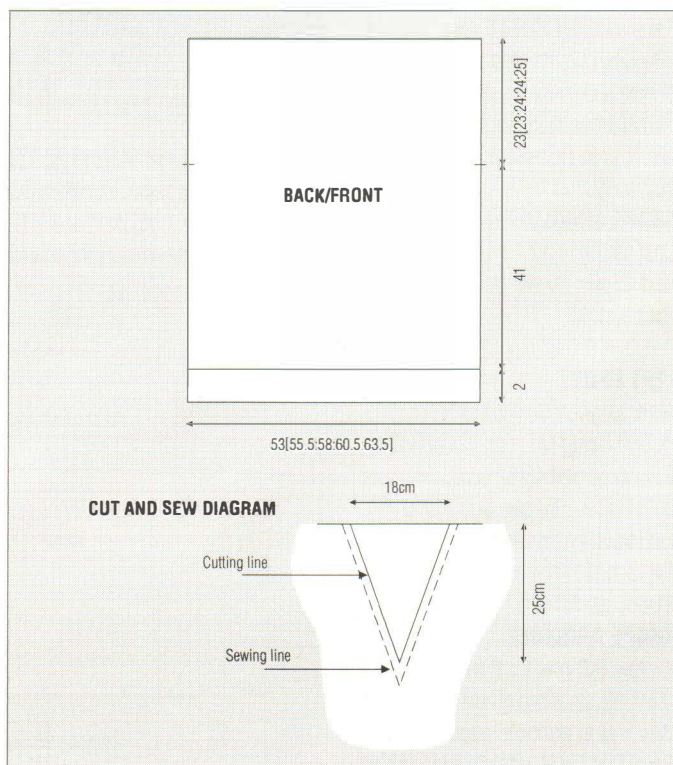 23[23:24:24:25]
BACK/FRONT
41
2
53[55.5:58:60.5:63.5]
CUT AND SEW DIAGRAM
18cm
Cutting line
25cm
Sewing line